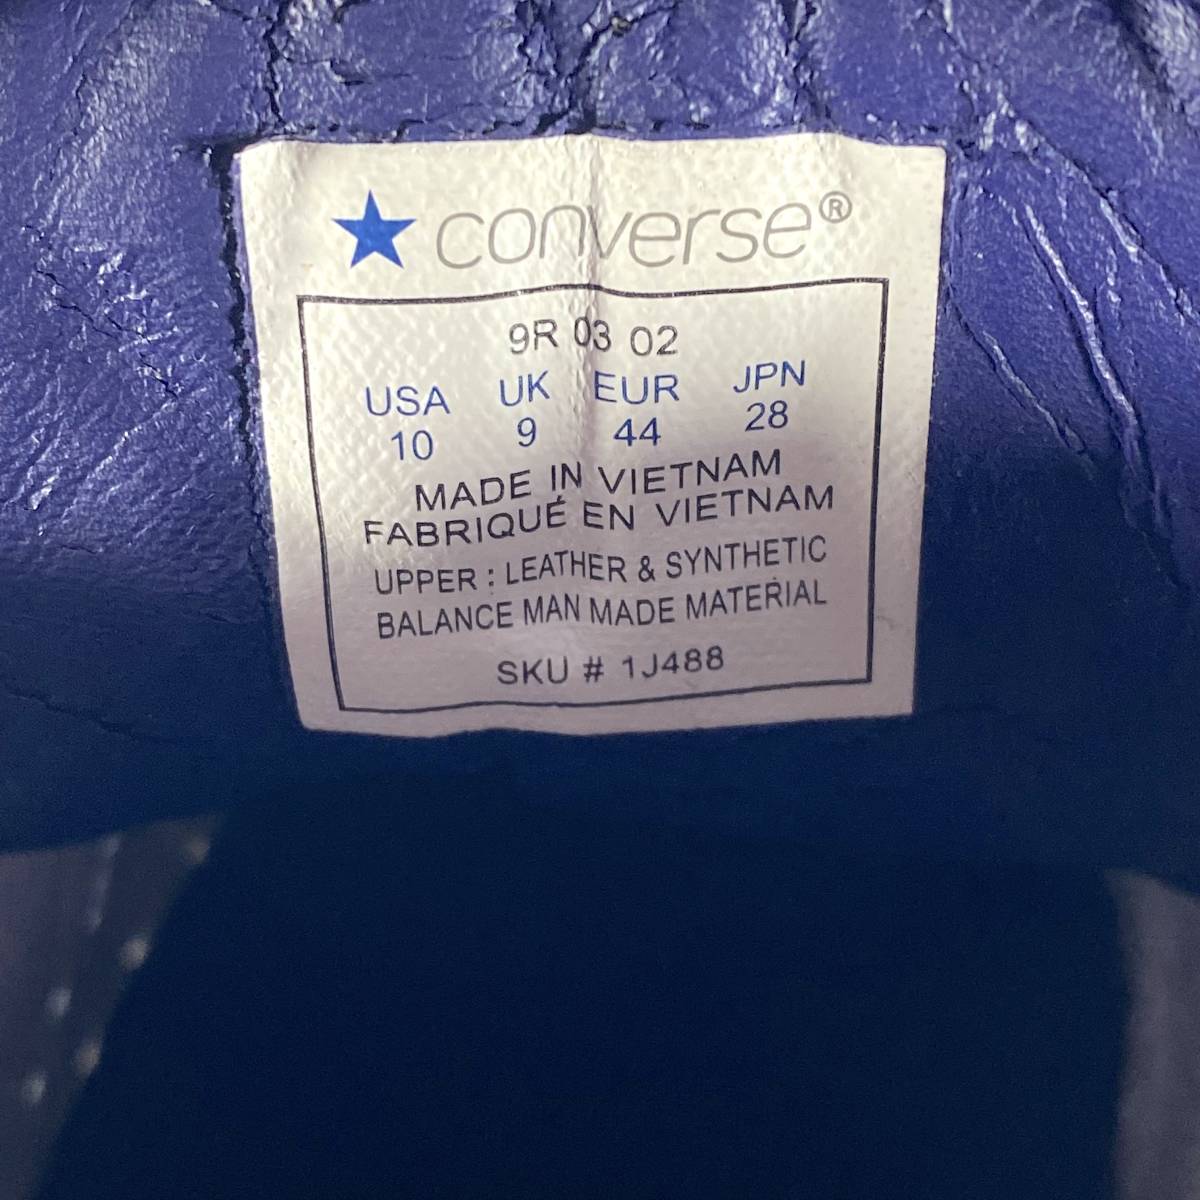 converse®
9R 03 02
USA UK EUR JPN
10 9 44 28
MADE IN VIETNAM
FABRIQUÉ EN VIETNAM
UPPER : LEATHER & SYNTHETIC
BALANCE MAN MADE MATERIAL
SKU # 1J488